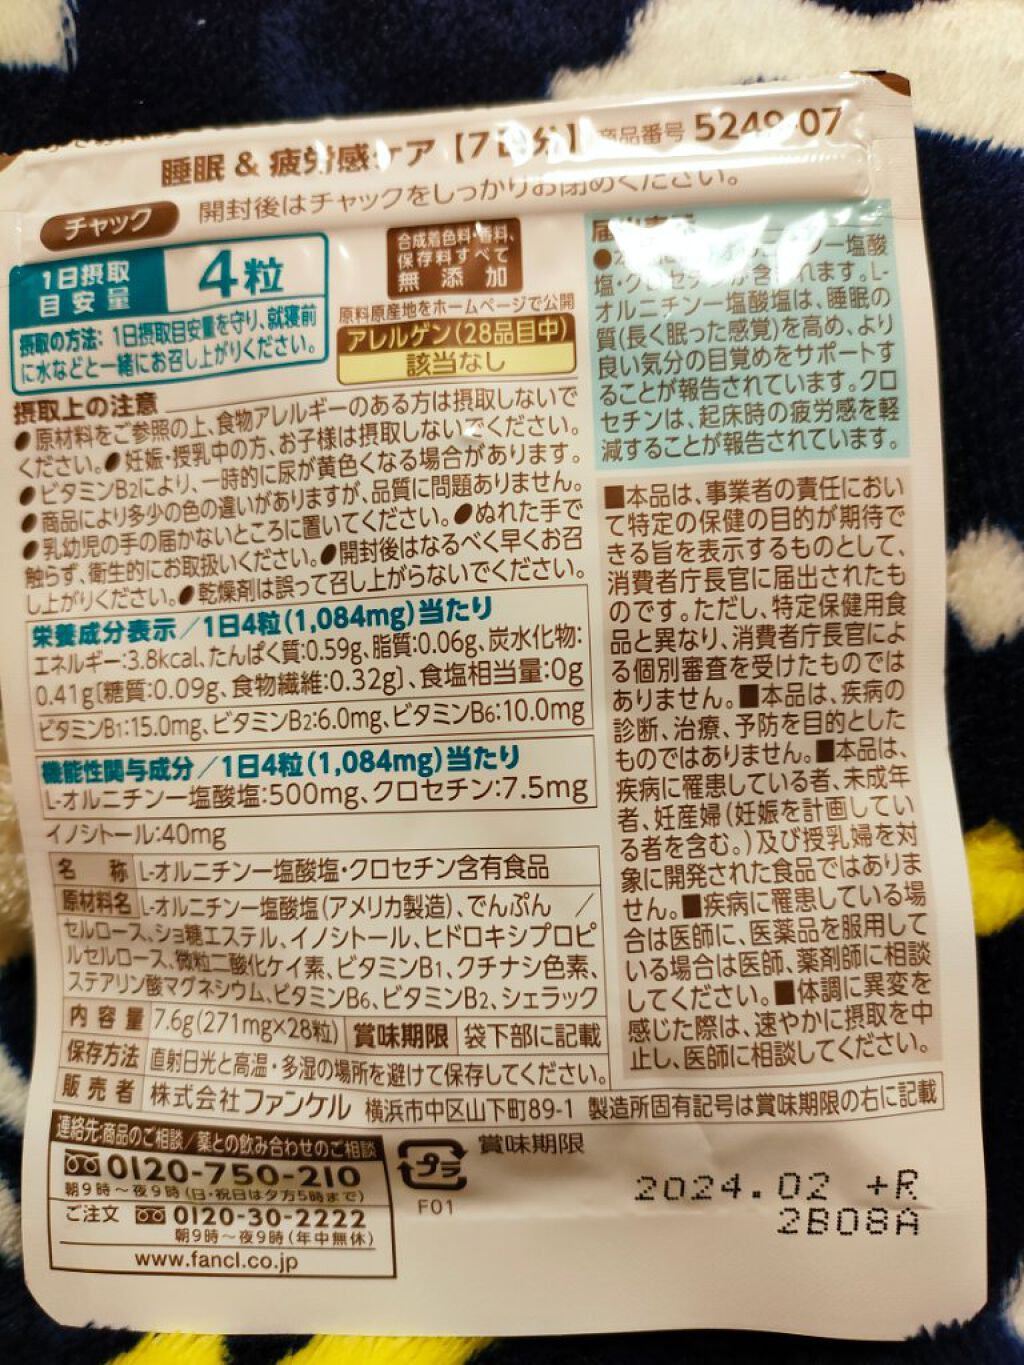 睡眠 & 疲労感ケア【7日分】商品番号 5249-07
開封後はチャックをしっかりお閉めください。
チャック
1日摂取
目安量
4粒
摂取の方法: 1日摂取目安量を守り、就寝前
に水などと一緒にお召し上がりください。
合成着色料・香料、
保存料すべて
無添加
原料原産地をホームページで公開
アレルゲン(28品目中)
該当なし
摂取上の注意
●原材料をご参照の上、食物アレルギーのある方は摂取しないで
ください。●妊娠・授乳中の方、お子様は摂取しないでください。
●ビタミンB2により、一時的に尿が黄色くなる場合があります。
●商品により多少の色の違いがありますが、品質に問題ありません。
●乳幼児の手の届かないところに置いてください。●ぬれた手で
触らず、衛生的にお取扱いください。●開封後はなるべく早くお召
し上がりください。●乾燥剤は誤って召し上がらないでください。
栄養成分表示/1日4粒(1,084mg)当たり
エネルギー:3.8kcal、たんぱく質:0.59g、脂質:0.06g、炭水化物:
0.41g[糖質:0.09g、食物繊維:0.32g]、食塩相当量:0g
ビタミンB1:15.0mg、ビタミンB2:6.0mg、ビタミンB6:10.0mg
機能性関与成分/1日4粒(1,084mg)当たり
L-オルニチン一塩酸塩:500mg、クロセチン:7.5mg
イノシトール:40mg
名 称 L-オルニチン一塩酸塩・クロセチン含有食品
原材料名 L-オルニチン一塩酸塩(アメリカ製造)、でんぷん /
セルロース、ショ糖エステル、イノシトール、ヒドロキシプロピ
ルセルロース、微粒二酸化ケイ素、ビタミンB1、クチナシ色素、
ステアリン酸マグネシウム、ビタミンB6、ビタミンB2、シェラック
内容量 7.6g(271mg×28粒) 賞味期限 袋下部に記載
保存方法 直射日光と高温・多湿の場所を避けて保存してください。
販売者 株式会社ファンケル 横浜市中区山下町89-1 製造所固有記号は賞味期限の右に記載
届出表示
ー塩酸
塩・クロセチンが含まれます。L-
オルニチン一塩酸塩は、睡眠の
質(長く眠った感覚)を高め、より
良い気分の目覚めをサポートす
ることが報告されています。クロ
セチンは、起床時の疲労感を軽
減することが報告されています。
■本品は、事業者の責任におい
て特定の保健の目的が期待で
きる旨を表示するものとして、
消費者庁長官に届出されたも
のです。ただし、特定保健用食
品と異なり、消費者庁長官によ
る個別審査を受けたものでは
ありません。■本品は、疾病の
診断、治療、予防を目的とした
ものではありません。■本品は、
疾病に罹患している者、未成年
者、妊産婦(妊娠を計画してい
る者を含む。)及び授乳婦を対
象に開発された食品ではありま
せん。■疾病に罹患している場
合は医師に、医薬品を服用して
いる場合は医師、薬剤師に相談
してください。■体調に異変を
感じた際は、速やかに摂取を中
止し、医師に相談してください。
連絡先:商品のご相談/薬との飲み合わせのご相談
0120-750-210
朝9時～夜9時(日・祝日は夕方5時まで)
ご注文 0120-30-2222
朝9時～夜9時(年中無休)
www.fancl.co.jp
プラ
F01
賞味期限
2024.02 +R
2B08A